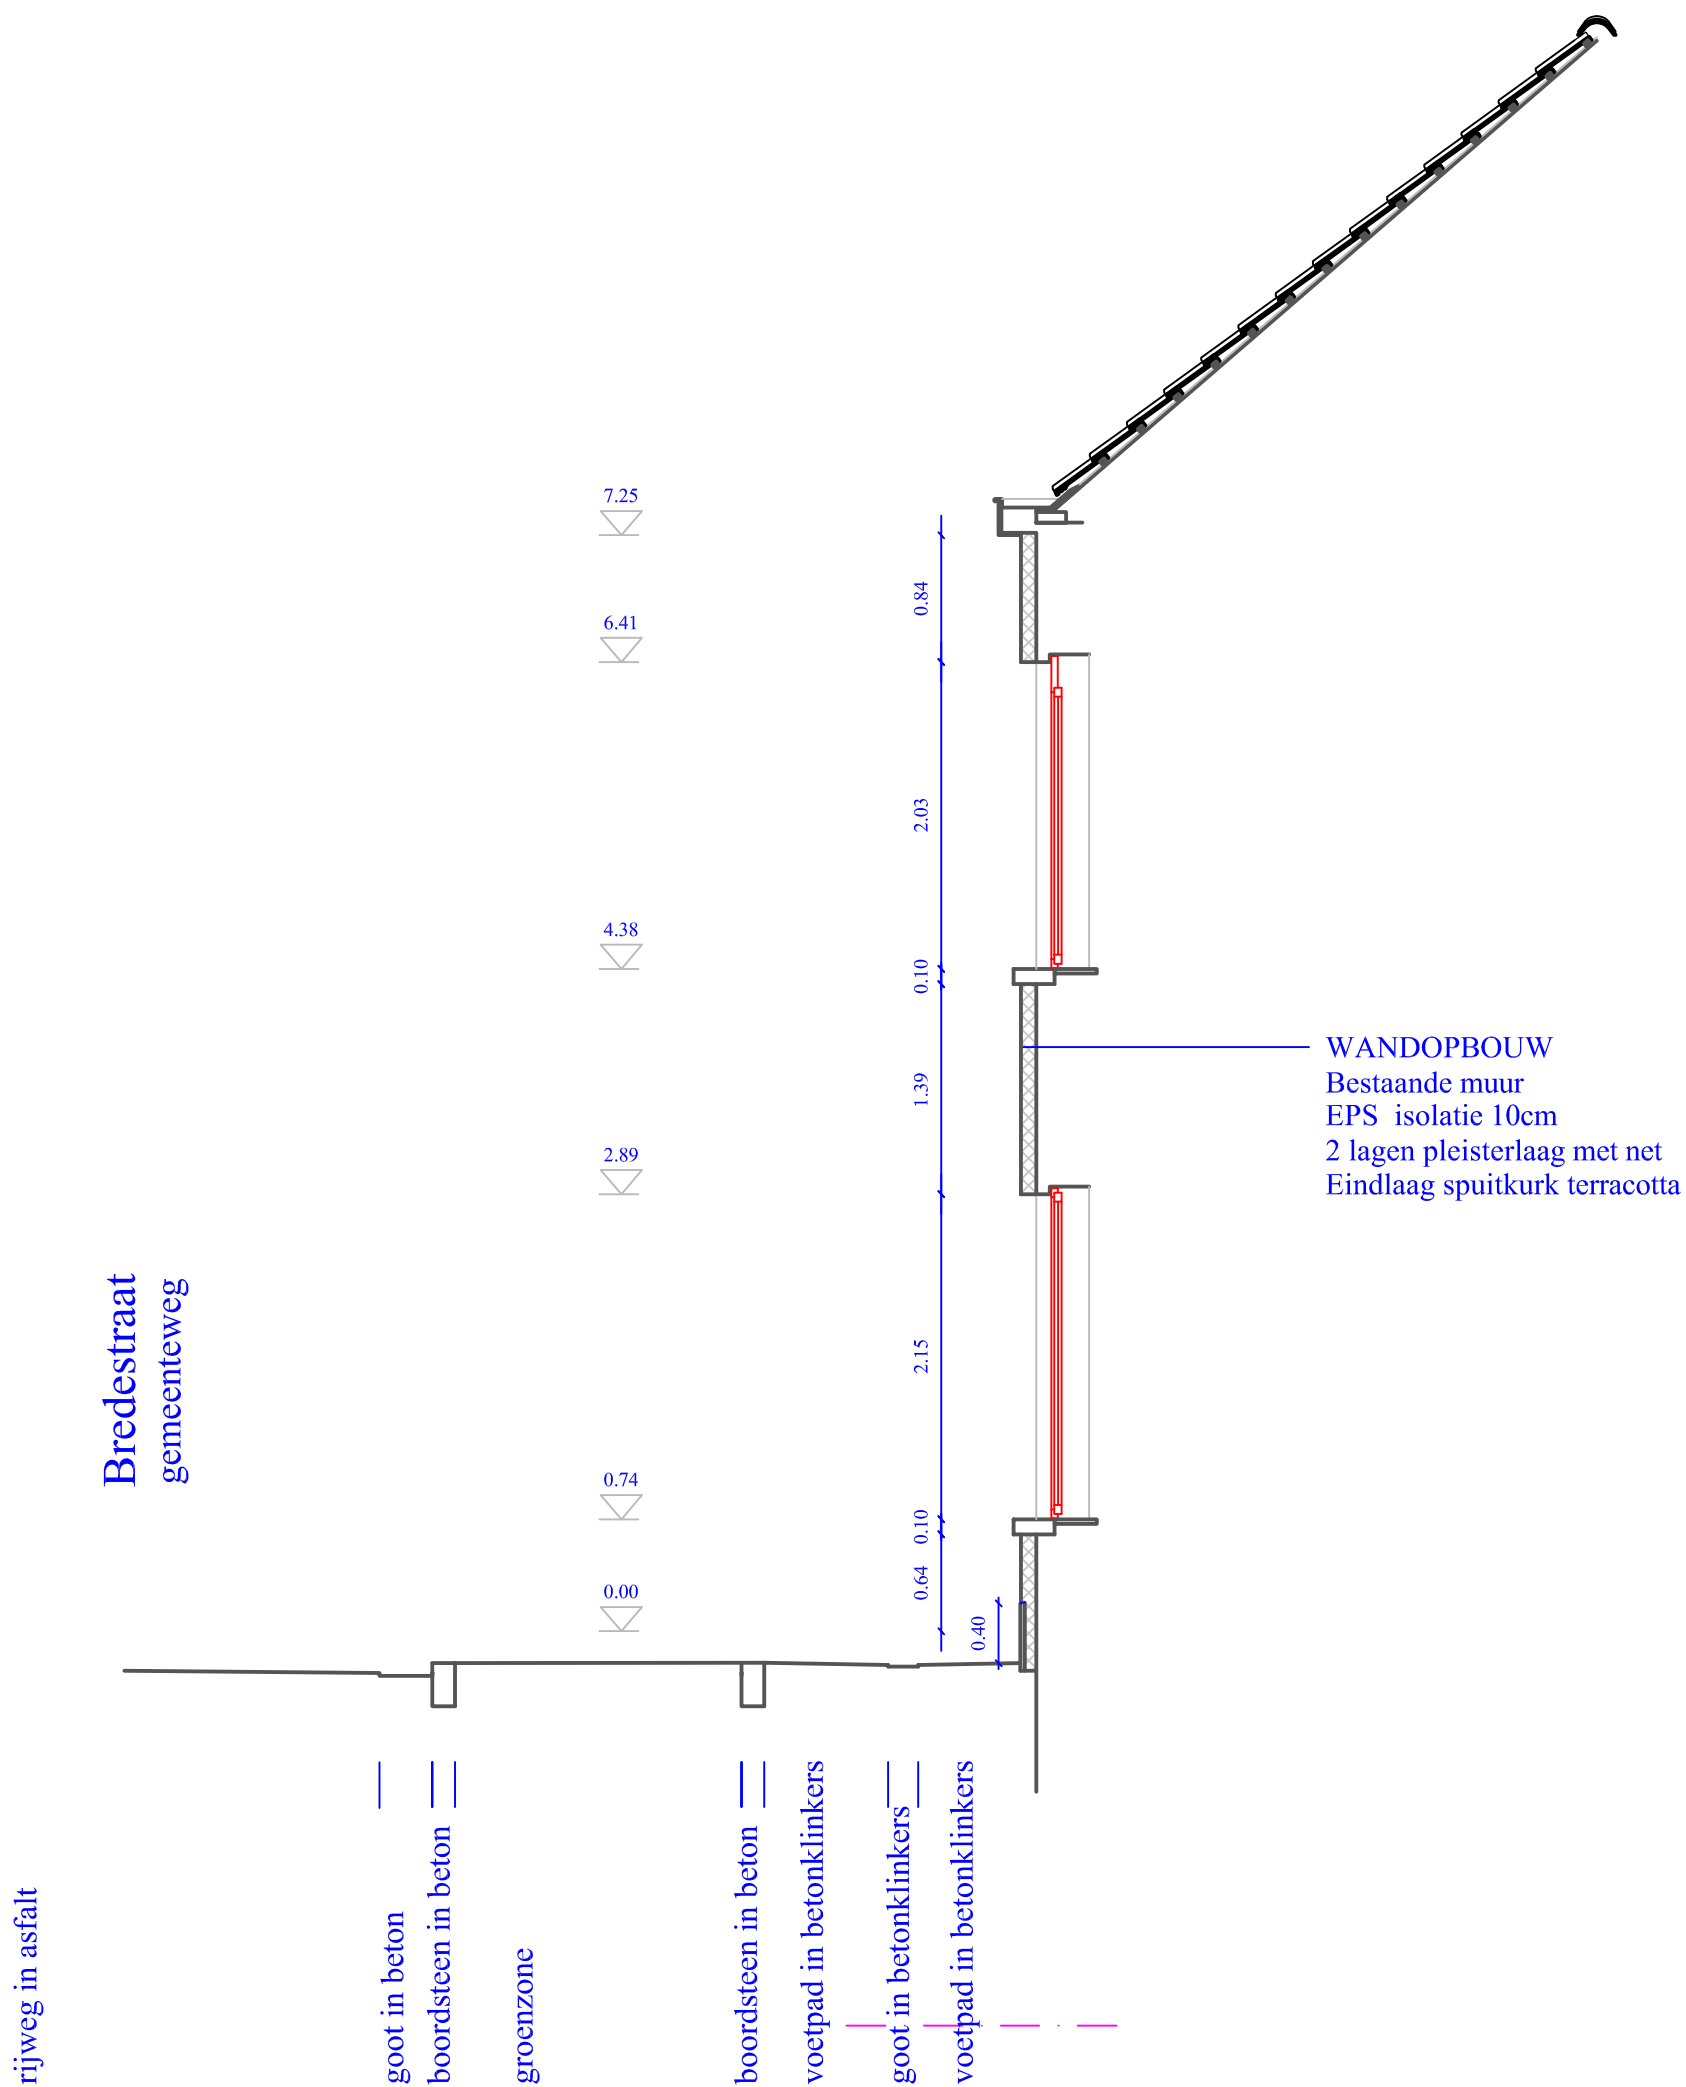 7.25
6.41
4.38
2.89
0.74
0.00
0.84
2.03
0.10
1.39
2.15
0.10
0.64
0.40
WANDOPBOUW
Bestaande muur
EPS isolatie 10cm
2 lagen pleisterlaag met net
Eindlaag spuitkurk terracotta
Bredestraat
gemeenteweg
rijweg in asfalt
goot in beton
boordsteen in beton
groenzone
boordsteen in beton
voetpad in betonklinkers
goot in betonklinkers
voetpad in betonklinkers